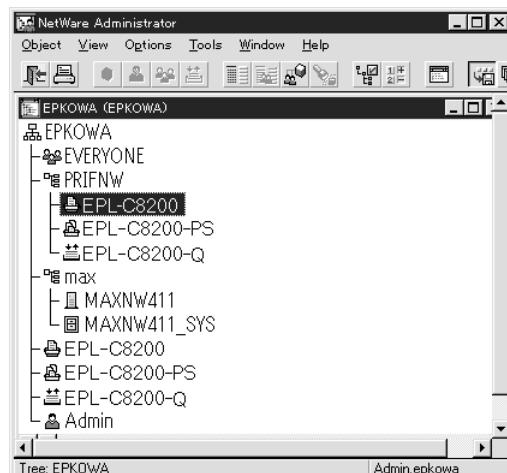 NetWare Administrator
Object View Options Tools Window Help
EPKOWA (EPKOWA)
EPKOWA
EVERYONE
PRIFNW
EPL-C8200
EPL-C8200-PS
EPL-C8200-Q
max
MAXNW411
MAXNW411_SYS
EPL-C8200
EPL-C8200-PS
EPL-C8200-Q
Admin
Tree: EPKOWA Admin.epkowa